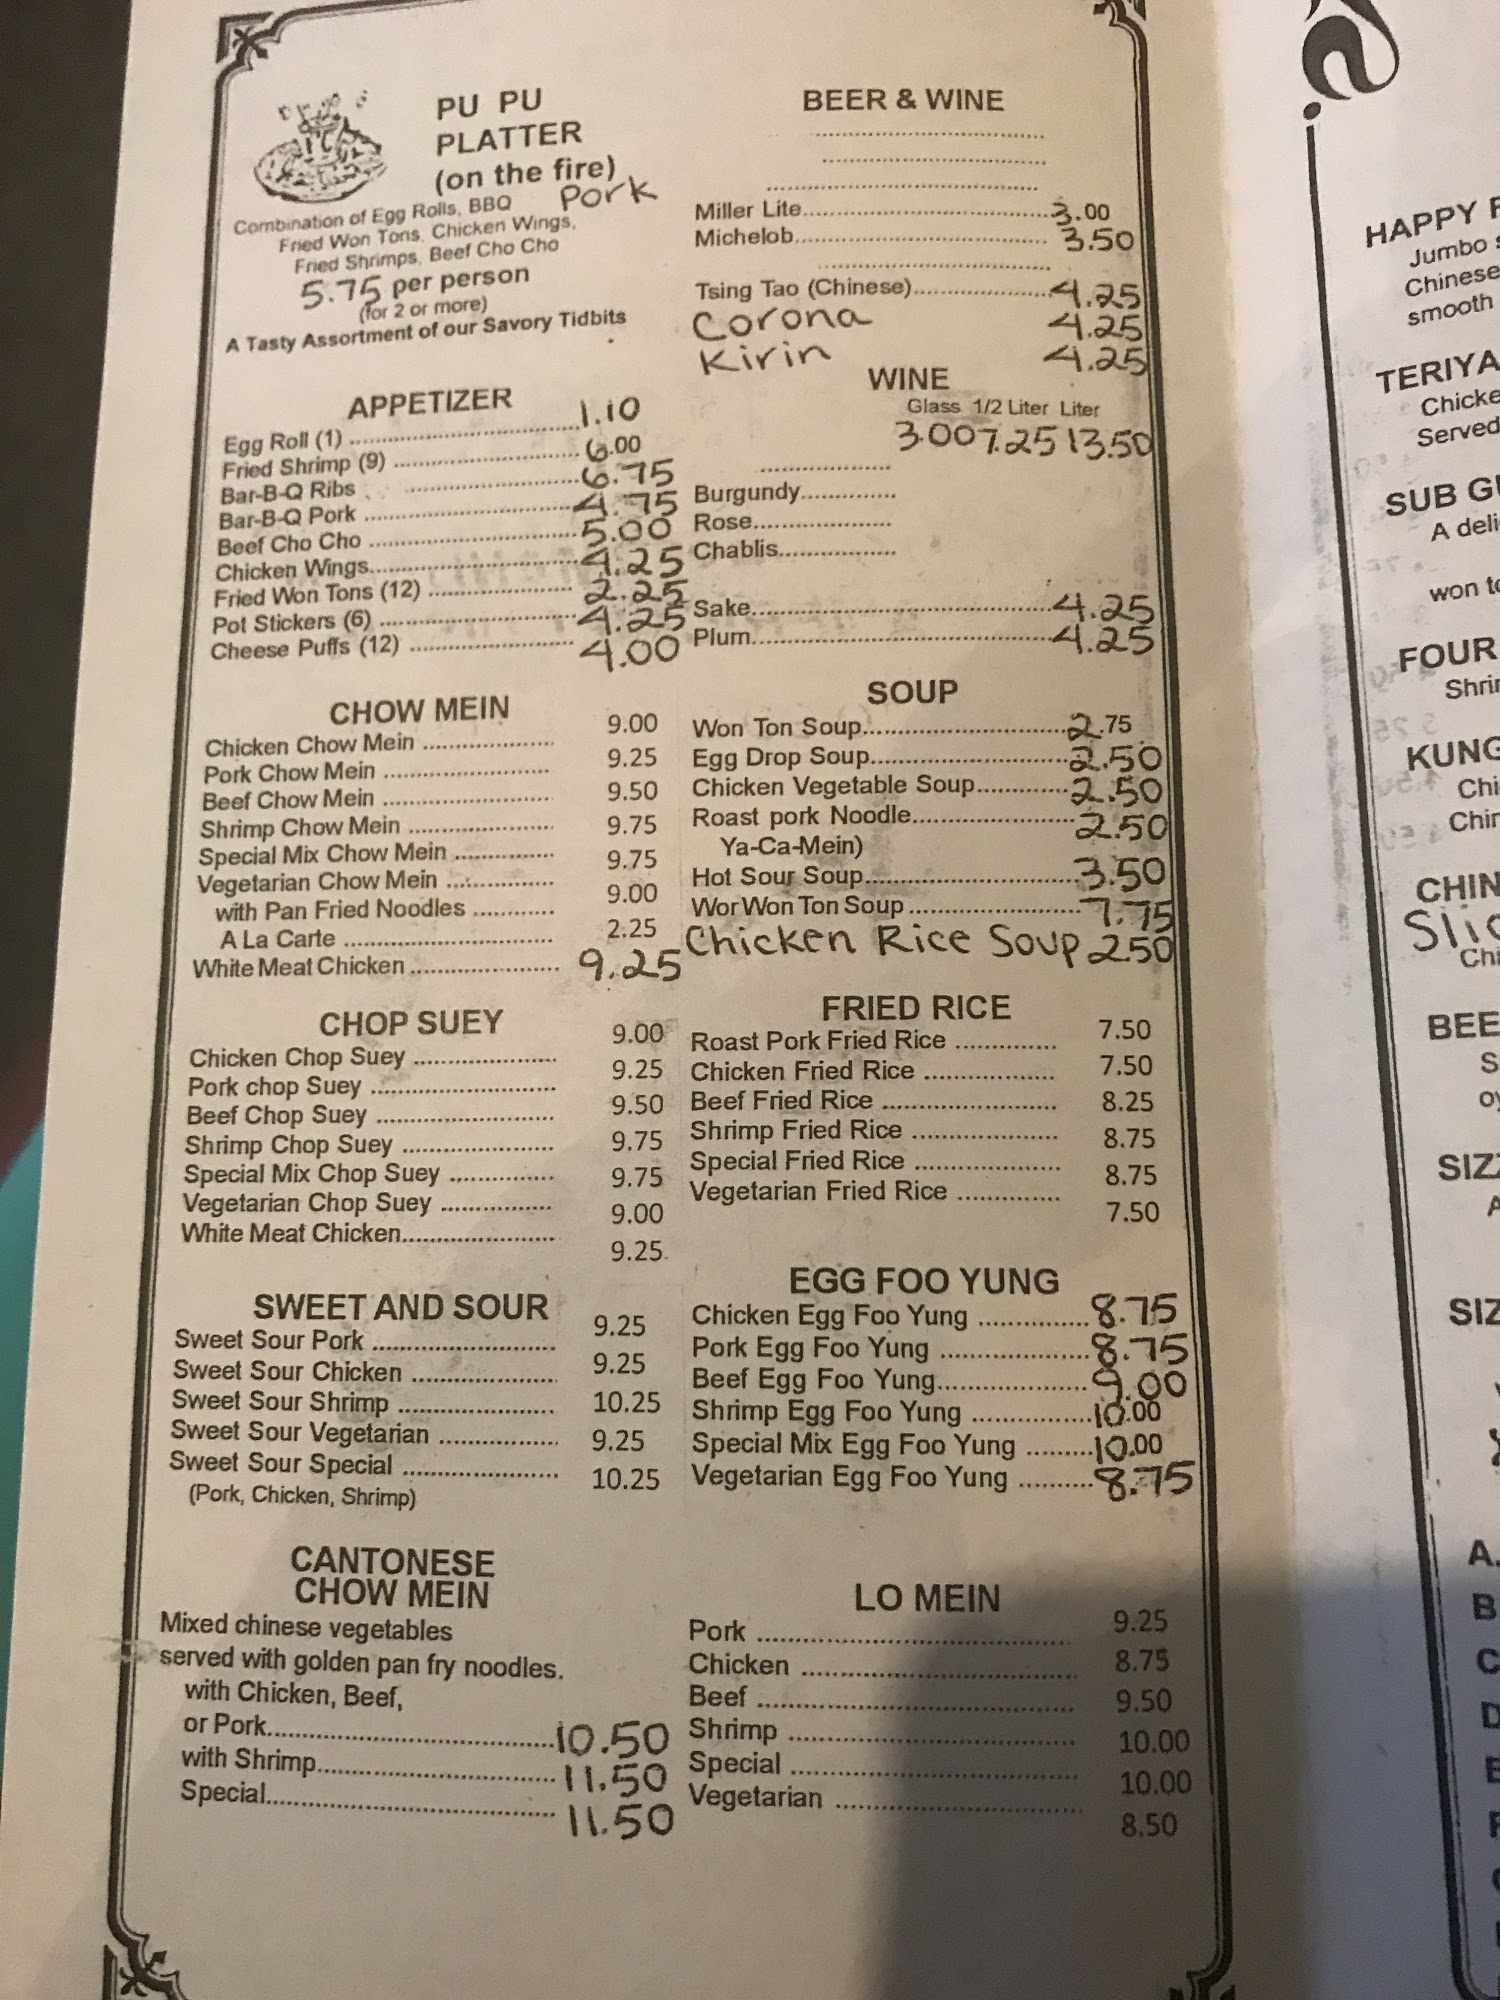 PU PU
PLATTER
(on the fire)
Combination of Egg Rolls, BBQ Pork
Fried Won Tons, Chicken Wings,
Fried Shrimps, Beef Cho Cho
5.75 per person
(for 2 or more)
A Tasty Assortment of our Savory Tidbits
APPETIZER
Egg Roll (1) ........ 1.10
Fried Shrimp (9) ........ 6.00
Bar-B-Q Ribs ........ 6.75
Bar-B-Q Pork ........ 4.75
Beef Cho Cho ........ 5.00
Chicken Wings........ 4.25
Fried Won Tons (12) ........ 2.25
Pot Stickers (6) ........ 4.25
Cheese Puffs (12) ........ 4.00
CHOW MEIN
Chicken Chow Mein ........ 9.00
Pork Chow Mein ........ 9.25
Beef Chow Mein ........ 9.50
Shrimp Chow Mein ........ 9.75
Special Mix Chow Mein ........ 9.75
Vegetarian Chow Mein ........ 9.00
with Pan Fried Noodles ........ 2.25
A La Carte ........
White Meat Chicken ........ 9.25
CHOP SUEY
Chicken Chop Suey ........ 9.00
Pork chop Suey ........ 9.25
Beef Chop Suey ........ 9.50
Shrimp Chop Suey ........ 9.75
Special Mix Chop Suey ........ 9.75
Vegetarian Chop Suey ........ 9.00
White Meat Chicken........ 9.25
SWEET AND SOUR
Sweet Sour Pork ........ 9.25
Sweet Sour Chicken ........ 9.25
Sweet Sour Shrimp ........ 10.25
Sweet Sour Vegetarian ........ 9.25
Sweet Sour Special ........ 10.25
(Pork, Chicken, Shrimp)
CANTONESE
CHOW MEIN
Mixed chinese vegetables
served with golden pan fry noodles.
with Chicken, Beef,
or Pork........ 10.50
with Shrimp........ 11.50
Special........ 11.50
BEER & WINE
Miller Lite........ 3.00
Michelob........ 3.50
Tsing Tao (Chinese)........ 4.25
Corona 4.25
Kirin 4.25
WINE
Glass 1/2 Liter Liter
3.00 7.25 13.50
Burgundy........
Rose........
Chablis........
Sake........ 4.25
Plum........ 4.25
SOUP
Won Ton Soup........ 2.75
Egg Drop Soup........ 2.50
Chicken Vegetable Soup........ 2.50
Roast pork Noodle........ 2.50
Ya-Ca-Mein)
Hot Sour Soup........ 3.50
Wor Won Ton Soup ........ 7.75
Chicken Rice Soup 2.50
FRIED RICE
Roast Pork Fried Rice ........ 7.50
Chicken Fried Rice ........ 7.50
Beef Fried Rice ........ 8.25
Shrimp Fried Rice ........ 8.75
Special Fried Rice ........ 8.75
Vegetarian Fried Rice ........ 7.50
EGG FOO YUNG
Chicken Egg Foo Yung ........ 8.75
Pork Egg Foo Yung ........ 8.75
Beef Egg Foo Yung........ 9.00
Shrimp Egg Foo Yung ........ 10.00
Special Mix Egg Foo Yung ........ 10.00
Vegetarian Egg Foo Yung ........ 8.75
LO MEIN
Pork ........ 9.25
Chicken ........ 8.75
Beef ........ 9.50
Shrimp ........ 10.00
Special ........ 10.00
Vegetarian ........ 8.50
HAPPY
Jumbo
Chinese
smooth
Served
A
won
FOUR
A.
B
C
D